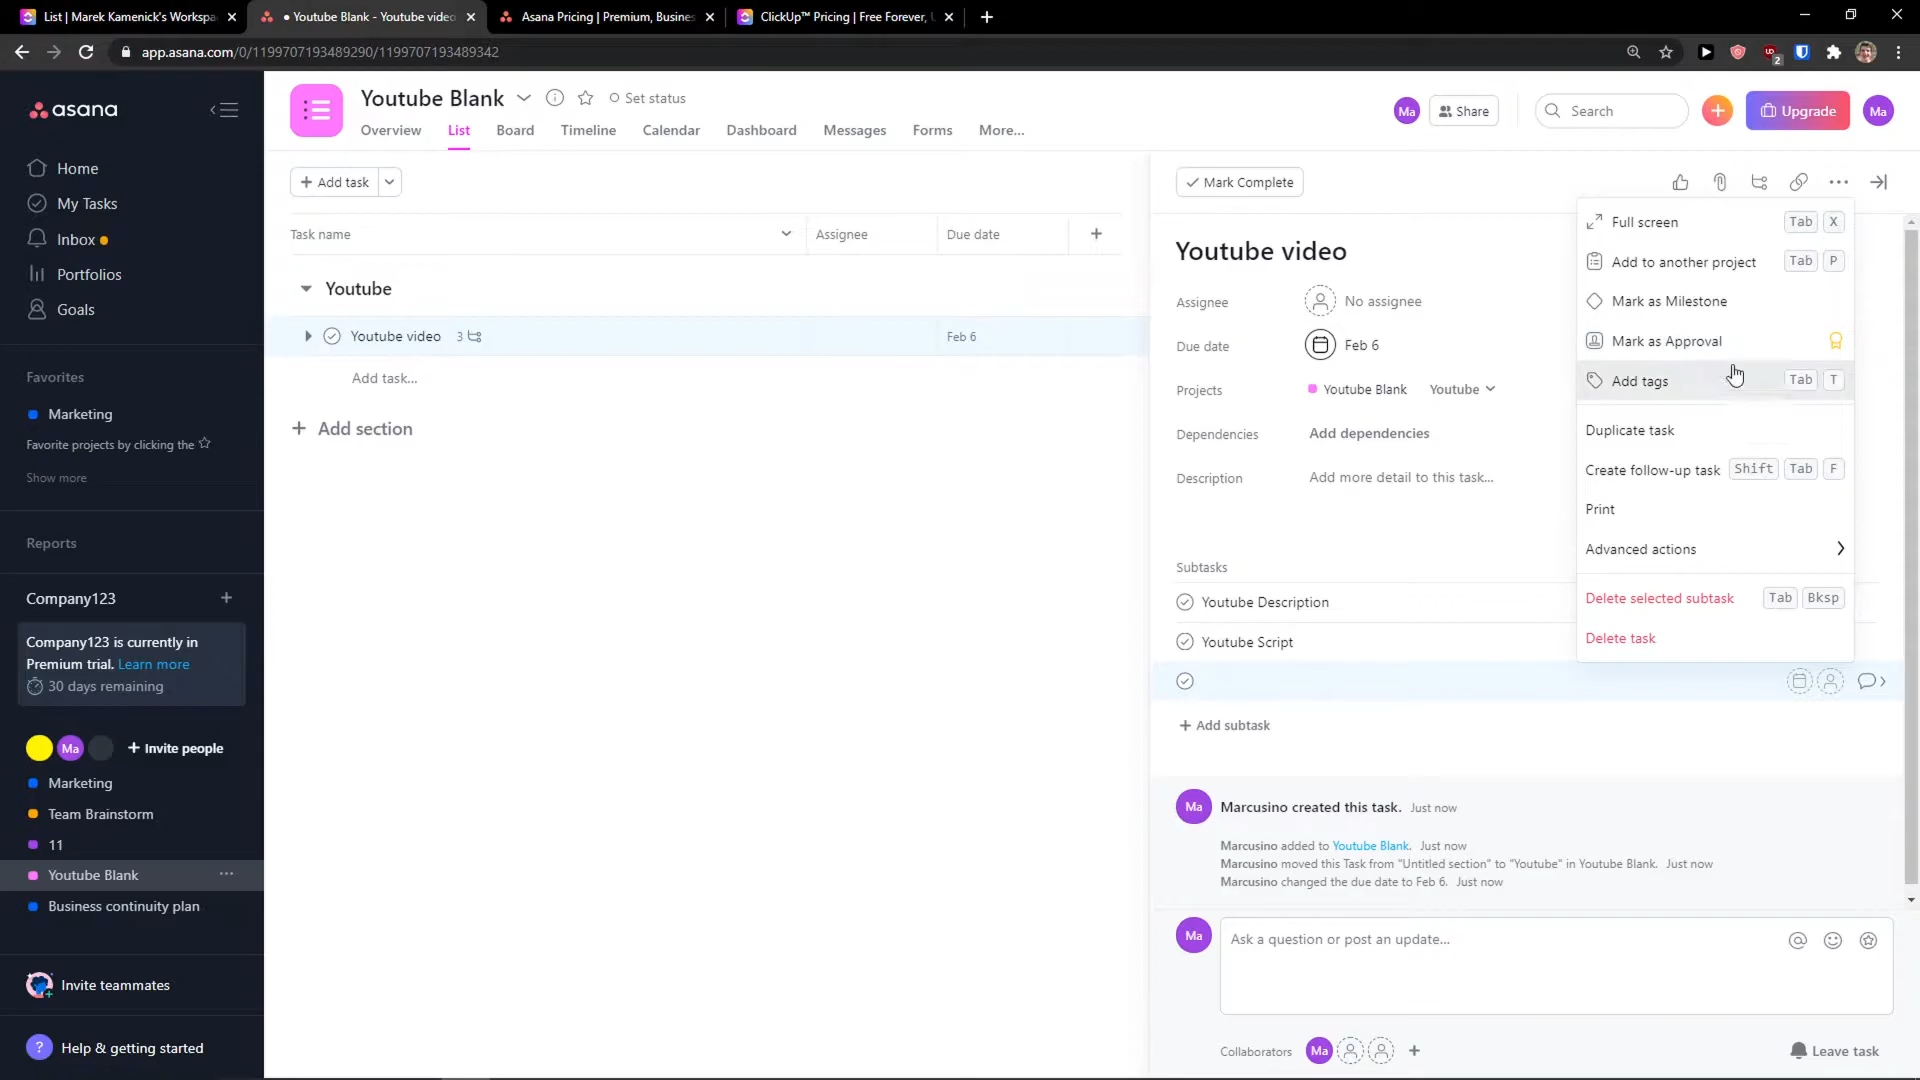 List | Marek Kamenick's Workspa
• Youtube Blank - Youtube video
Asana Pricing | Premium, Busines
ClickUp™ Pricing | Free Forever, U
app.asana.com/0/1199707193489290/1199707193489342
2
asana
Home
My Tasks
Inbox
Portfolios
Goals
Favorites
Marketing
Favorite projects by clicking the
Show more
Reports
Company123
Company123 is currently in
Premium trial. Learn more
30 days remaining
Ma
Invite people
Marketing
Team Brainstorm
11
Youtube Blank
Business continuity plan
Invite teammates
? Help & getting started
Youtube Blank
Set status
Overview
List
Board
Timeline
Calendar
Dashboard
Messages
Forms
More...
Ma
Share
Search
Upgrade
Ma
+ Add task
Task name
Assignee
Due date
Youtube
Youtube video 3
Feb 6
Add task...
+ Add section
Mark Complete
Youtube video
Assignee
No assignee
Due date
Feb 6
Projects
Youtube Blank
Youtube
Dependencies
Add dependencies
Description
Add more detail to this task...
Subtasks
Youtube Description
Youtube Script
+ Add subtask
Full screen Tab X
Add to another project Tab P
Mark as Milestone
Mark as Approval
Add tags Tab T
Duplicate task
Create follow-up task Shift Tab F
Print
Advanced actions
Delete selected subtask Tab Bksp
Delete task
Ma
Marcusino created this task. Just now
Marcusino added to Youtube Blank. Just now
Marcusino moved this Task from "Untitled section" to "Youtube" in Youtube Blank. Just now
Marcusino changed the due date to Feb 6. Just now
Ma
Ask a question or post an update...
Collaborators
Ma
Leave task